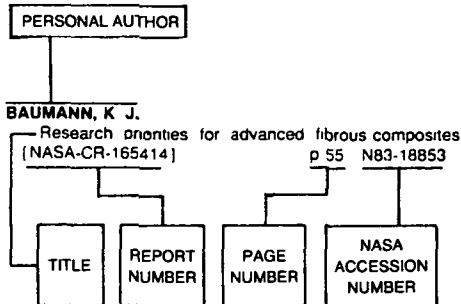 PERSONAL AUTHOR
BAUMANN, K J.
Research priorities for advanced fibrous composites
[NASA-CR-165414] p 55 N83-18853
TITLE
REPORT
NUMBER
PAGE
NUMBER
NASA
ACCESSION
NUMBER